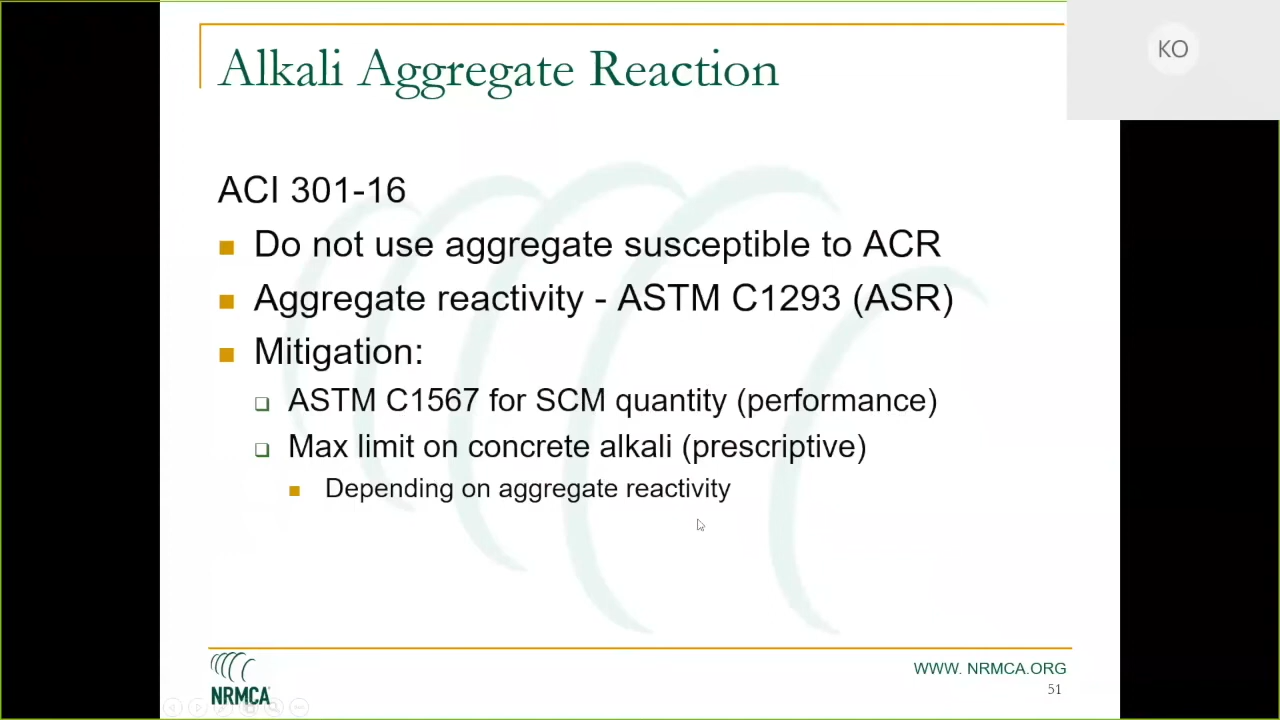 Alkali Aggregate Reaction
KO
ACI 301-16
Do not use aggregate susceptible to ACR
Aggregate reactivity - ASTM C1293 (ASR)
Mitigation:
ASTM C1567 for SCM quantity (performance)
Max limit on concrete alkali (prescriptive)
Depending on aggregate reactivity
WWW. NRMCA.ORG
NRMCA
51